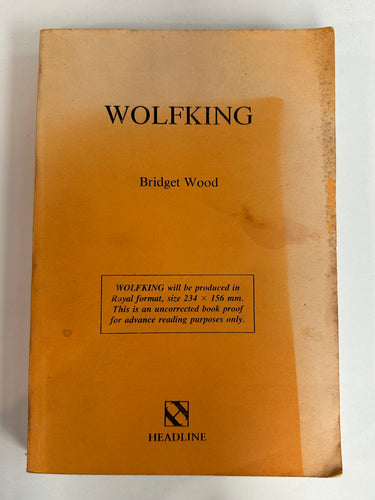 WOLFKING
Bridget Wood
WOLFKING will be produced in
Royal format, size 234 × 156 mm.
This is an uncorrected book proof
for advance reading purposes only.
HEADLINE